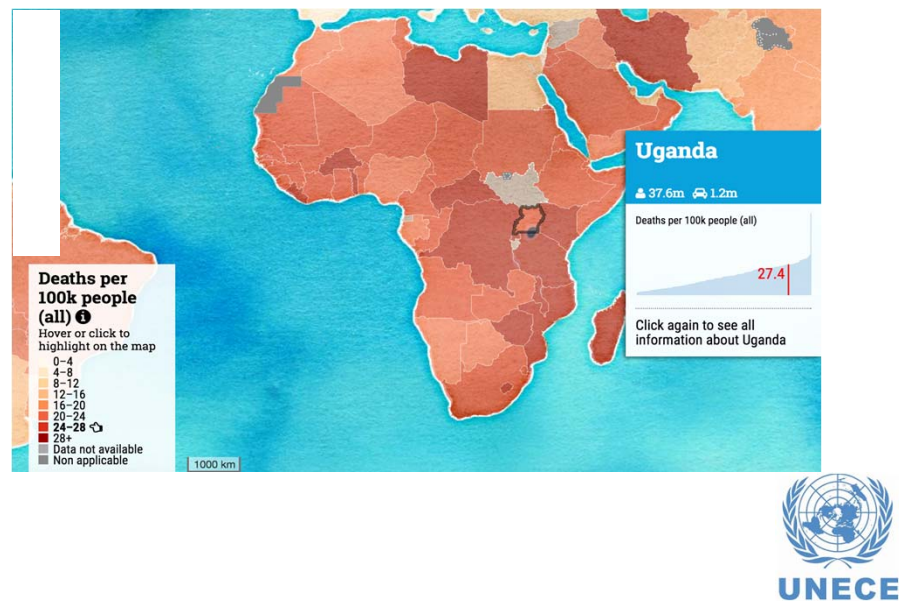 Uganda
37.6m 1.2m
Deaths per 100k people (all)
27.4
Click again to see all
information about Uganda
Deaths per
100k people
(all) i
Hover or click to
highlight on the map
0–4
4–8
8–12
12–16
16–20
20–24
24–28
28+
Data not available
Non applicable
1000 km
UNECE